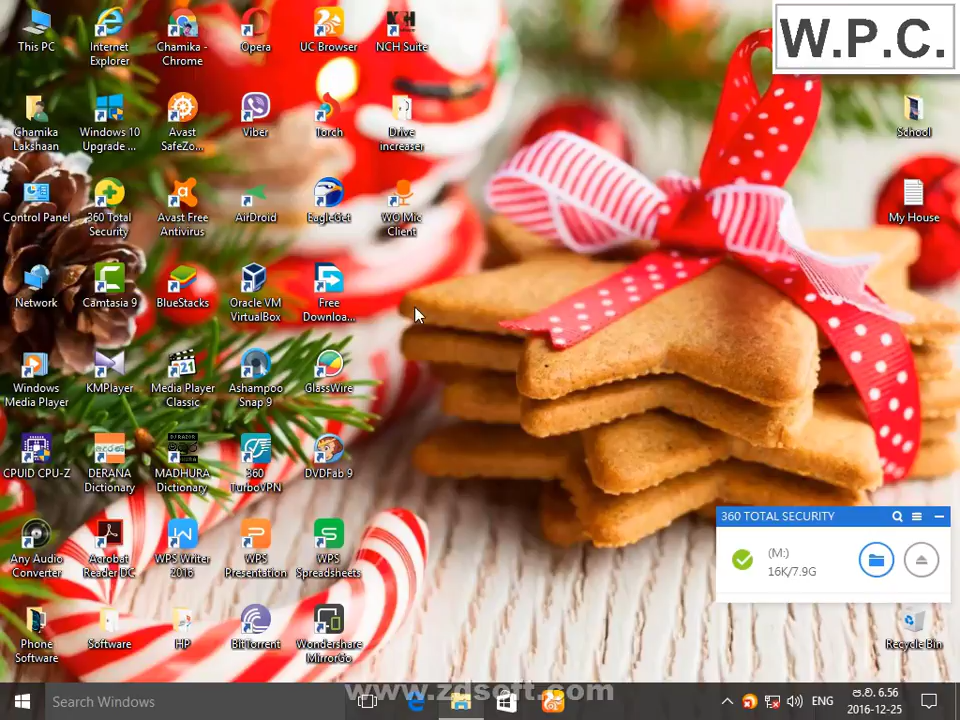 W.P.C.
This PC
Internet
Explorer
Chamika -
Chrome
Opera
UC Browser
NCH
NCH Suite
Chamika
Lakshaan
Windows 10
Upgrade ...
Avast
SafeZo...
Viber
Torch
Drive
increaser
School
Control Panel
360 Total
Security
Avast Free
Antivirus
AirDroid
EagleGet
WO Mic
Client
My House
Network
Camtasia 9
BlueStacks
Oracle VM
VirtualBox
Free
Downloa...
Windows
Media Player
KMPlayer
321
Media Player
Classic
Ashampoo
Snap 9
GlassWire
CPUID CPU-Z
DERANA
Dictionary
MADHURA
Dictionary
360
TurboVPN
DVDFab 9
360 TOTAL SECURITY
(M:)
16K/7.9G
Any Audio
Converter
Acrobat
Reader DC
WPS Writer
2016
WPS
Presentation
WPS
Spreadsheets
Phone
Software
Software
HP
BitTorrent
Wondershare
MirrorGo
Recycle Bin
Search Windows
www.zdsoft.com
ENG
ප.ව. 6.56
2016-12-25